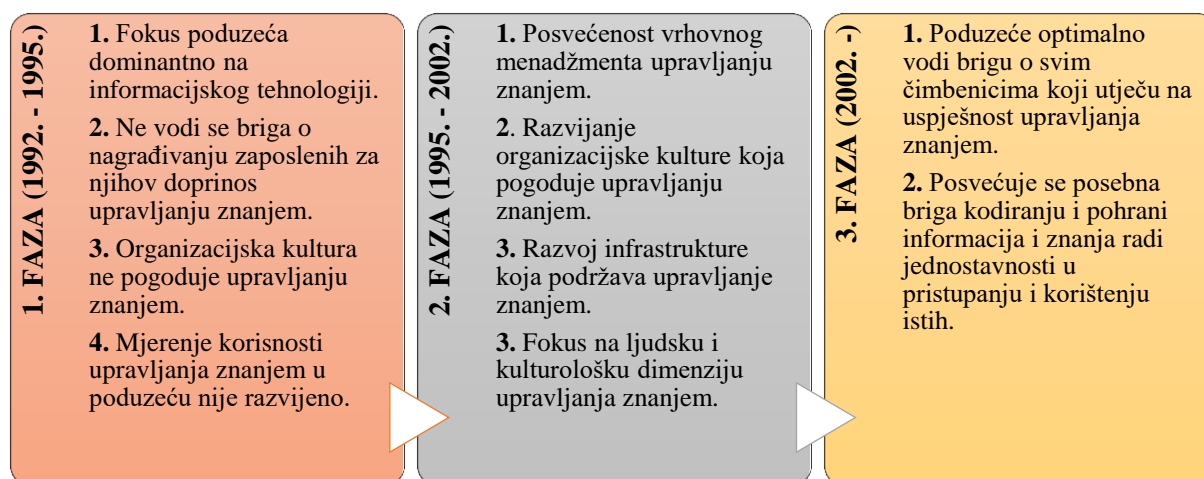 1. FAZA (1992. - 1995.)
1. Fokus poduzeća
dominantno na
informacijskog tehnologiji.
2. Ne vodi se briga o
nagrađivanju zaposlenih za
njihov doprinos
upravljanju znanjem.
3. Organizacijska kultura
ne pogoduje upravljanju
znanjem.
4. Mjerenje korisnosti
upravljanja znanjem u
poduzeću nije razvijeno.
2. FAZA (1995. - 2002.)
1. Posvećenost vrhovnog
menadžmenta upravljanju
znanjem.
2. Razvijanje
organizacijske kulture koja
pogoduje upravljanju
znanjem.
3. Razvoj infrastrukture
koja podržava upravljanje
znanjem.
3. Fokus na ljudsku i
kulturološku dimenziju
upravljanja znanjem.
3. FAZA (2002. -)
1. Poduzeće optimalno
vodi brigu o svim
čimbenicima koji utječu na
uspješnost upravljanja
znanjem.
2. Posvećuje se posebna
briga kodiranju i pohrani
informacija i znanja radi
jednostavnosti u
pristupanju i korištenju
istih.